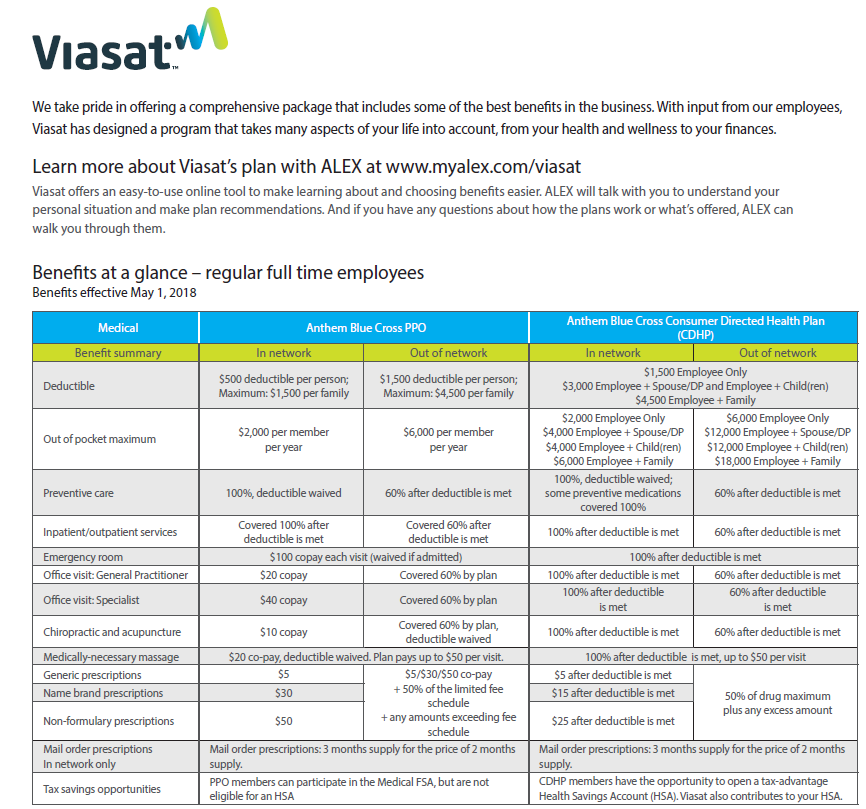 Viasat™
We take pride in offering a comprehensive package that includes some of the best benefits in the business. With input from our employees,
Viasat has designed a program that takes many aspects of your life into account, from your health and wellness to your finances.
Learn more about Viasat's plan with ALEX at www.myalex.com/viasat
Viasat offers an easy-to-use online tool to make learning about and choosing benefits easier. ALEX will talk with you to understand your
personal situation and make plan recommendations. And if you have any questions about how the plans work or what's offered, ALEX can
walk you through them.
Benefits at a glance – regular full time employees
Benefits effective May 1, 2018
Medical
Anthem Blue Cross PPO
Anthem Blue Cross Consumer Directed Health Plan
(CDHP)
Benefit summary
In network
Out of network
In network
Out of network
Deductible
$500 deductible per person;
Maximum: $1,500 per family
$1,500 deductible per person;
Maximum: $4,500 per family
$1,500 Employee Only
$3,000 Employee + Spouse/DP and Employee + Child(ren)
$4,500 Employee + Family
Out of pocket maximum
$2,000 per member
per year
$6,000 per member
per year
$2,000 Employee Only
$4,000 Employee + Spouse/DP
$4,000 Employee + Child(ren)
$6,000 Employee + Family
$6,000 Employee Only
$12,000 Employee + Spouse/DP
$12,000 Employee + Child(ren)
$18,000 Employee + Family
Preventive care
100%, deductible waived
60% after deductible is met
100%, deductible waived;
some preventive medications
covered 100%
60% after deductible is met
Inpatient/outpatient services
Covered 100% after
deductible is met
Covered 60% after
deductible is met
100% after deductible is met
60% after deductible is met
Emergency room
$100 copay each visit (waived if admitted)
100% after deductible is met
Office visit: General Practitioner
$20 copay
Covered 60% by plan
100% after deductible is met
60% after deductible is met
Office visit: Specialist
$40 copay
Covered 60% by plan
100% after deductible
is met
60% after deductible
is met
Chiropractic and acupuncture
$10 copay
Covered 60% by plan,
deductible waived
100% after deductible is met
60% after deductible is met
Medically-necessary massage
$20 co-pay, deductible waived. Plan pays up to $50 per visit.
100% after deductible is met, up to $50 per visit
Generic prescriptions
$5
$5/$30/$50 co-pay
+ 50% of the limited fee
schedule
+ any amounts exceeding fee
schedule
$5 after deductible is met
50% of drug maximum
plus any excess amount
Name brand prescriptions
$30
$15 after deductible is met
Non-formulary prescriptions
$50
$25 after deductible is met
Mail order prescriptions
In network only
Mail order prescriptions: 3 months supply for the price of 2 months
supply.
Mail order prescriptions: 3 months supply for the price of 2 months
supply.
Tax savings opportunities
PPO members can participate in the Medical FSA, but are not
eligible for an HSA
CDHP members have the opportunity to open a tax-advantage
Health Savings Account (HSA). Viasat also contributes to your HSA.